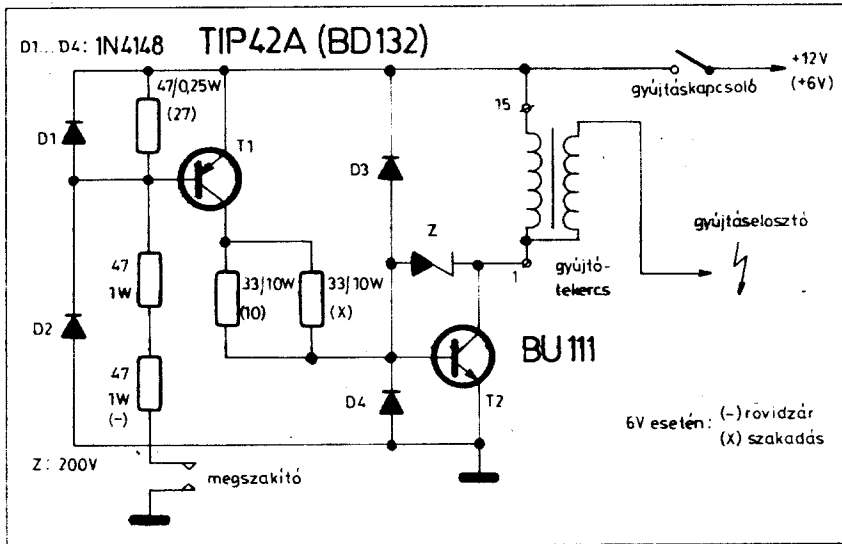 D1...D4: 1N4148 TIP42A (BD132)
47/0,25W
(27)
D1
T1
D3
15
gyújtáskapcsoló
+12V
(+6V)
Z
1
gyújtó-
tekercs
gyújtáselosztó
47
1W
33/10W
(10)
33/10W
(X)
D2
47
1W
(-)
BU111
D4
T2
Z: 200V
megszakító
6V esetén: (-) rövidzár
(X) szakadás